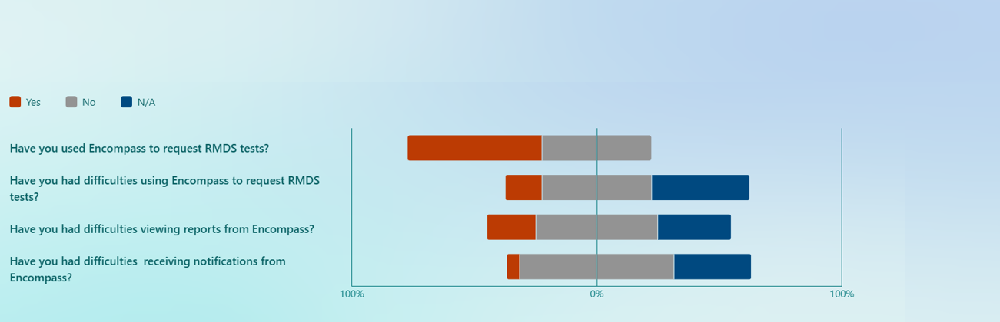 Yes No N/A
Have you used Encompass to request RMDS tests?
Have you had difficulties using Encompass to request RMDS
tests?
Have you had difficulties viewing reports from Encompass?
Have you had difficulties  receiving notifications from
Encompass?
100% 0% 100%